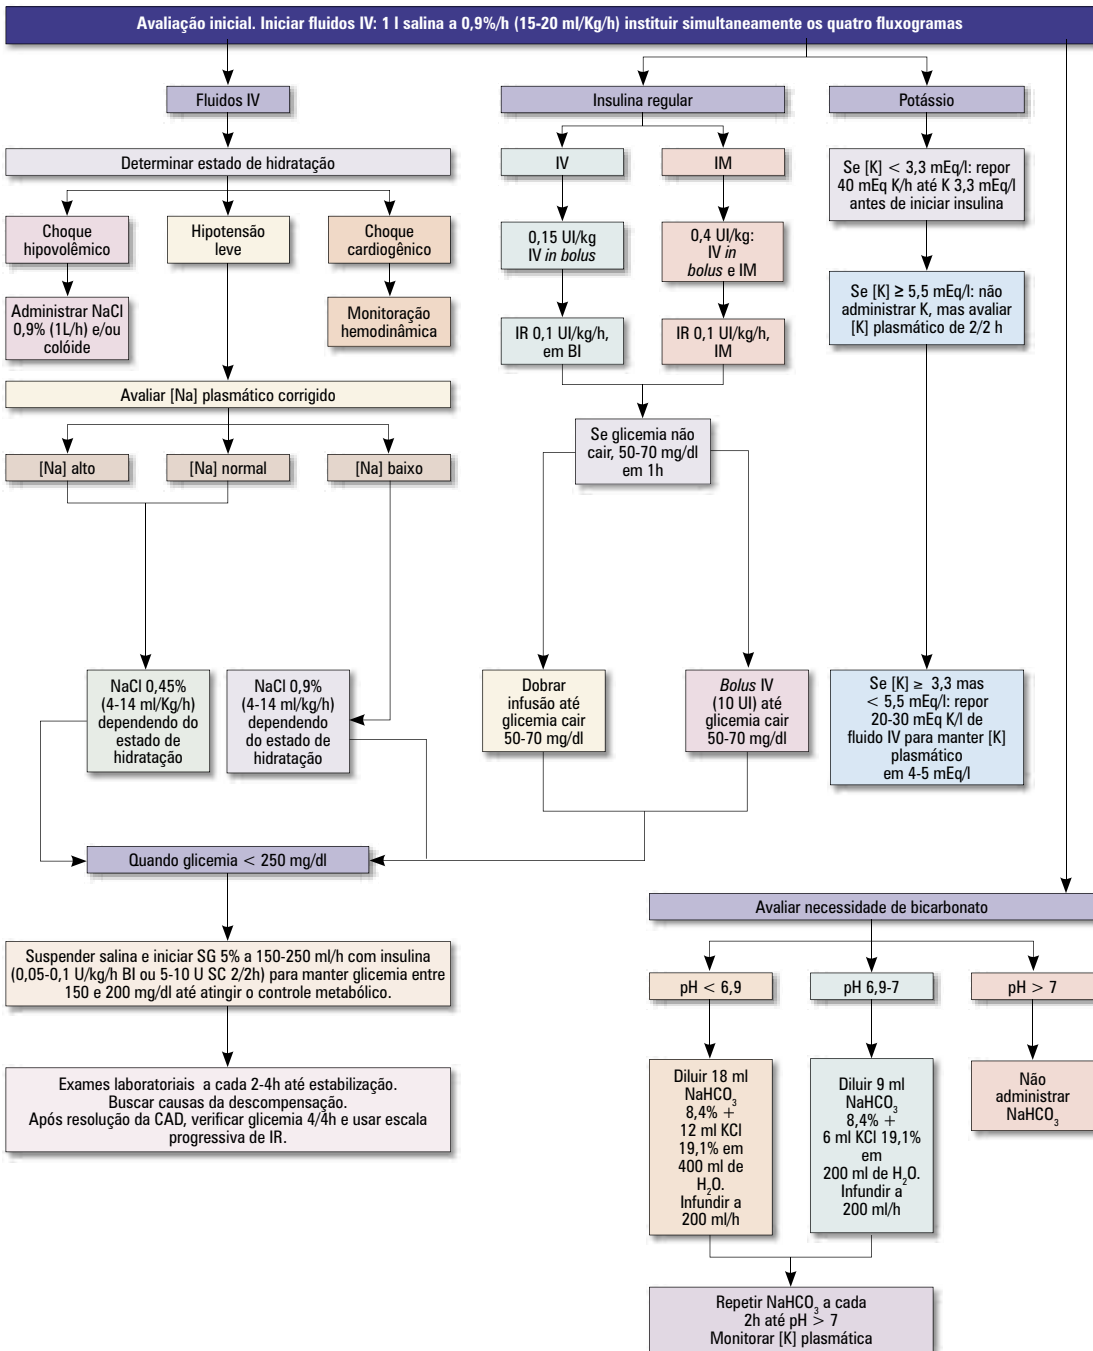 Avaliação inicial. Iniciar fluidos IV: 1 l salina a 0,9%/h (15-20 ml/Kg/h) instituir simultaneamente os quatro fluxogramas
Fluidos IV
Determinar estado de hidratação
Choque
hipovolêmico
Hipotensão
leve
Choque
cardiogênico
Administrar NaCl
0,9% (1L/h) e/ou
colóide
Monitoração
hemodinâmica
Avaliar [Na] plasmático corrigido
[Na] alto
[Na] normal
[Na] baixo
NaCl 0,45%
(4-14 ml/Kg/h)
dependendo do
estado de
hidratação
NaCl 0,9%
(4-14 ml/kg/h)
dependendo
do estado de
hidratação
Insulina regular
IV
IM
0,15 UI/kg
IV in bolus
0,4 UI/kg:
IV in
bolus e IM
IR 0,1 UI/kg/h,
em BI
IR 0,1 UI/kg/h,
IM
Se glicemia não
cair, 50-70 mg/dl
em 1h
Dobrar
infusão até
glicemia cair
50-70 mg/dl
Bolus IV
(10 UI) até
glicemia cair
50-70 mg/dl
Potássio
Se [K] < 3,3 mEq/l: repor
40 mEq K/h até K 3,3 mEq/l
antes de iniciar insulina
Se [K] ≥ 5,5 mEq/l: não
administrar K, mas avaliar
[K] plasmático de 2/2 h
Se [K] ≥ 3,3 mas
< 5,5 mEq/l: repor
20-30 mEq K/l de
fluido IV para manter [K]
plasmático
em 4-5 mEq/l
Quando glicemia < 250 mg/dl
Suspender salina e iniciar SG 5% a 150-250 ml/h com insulina
(0,05-0,1 U/kg/h BI ou 5-10 U SC 2/2h) para manter glicemia entre
150 e 200 mg/dl até atingir o controle metabólico.
Exames laboratoriais a cada 2-4h até estabilização.
Buscar causas da descompensação.
Após resolução da CAD, verificar glicemia 4/4h e usar escala
progressiva de IR.
Avaliar necessidade de bicarbonato
pH < 6,9
pH 6,9-7
pH > 7
Diluir 18 ml
NaHCO₃
8,4% +
12 ml KCl
19,1% em
400 ml de
H₂O.
Infundir a
200 ml/h
Diluir 9 ml
NaHCO₃
8,4% +
6 ml KCl 19,1%
em
200 ml de H₂O.
Infundir a
200 ml/h
Não
administrar
NaHCO₃
Repetir NaHCO₃ a cada
2h até pH > 7
Monitorar [K] plasmática